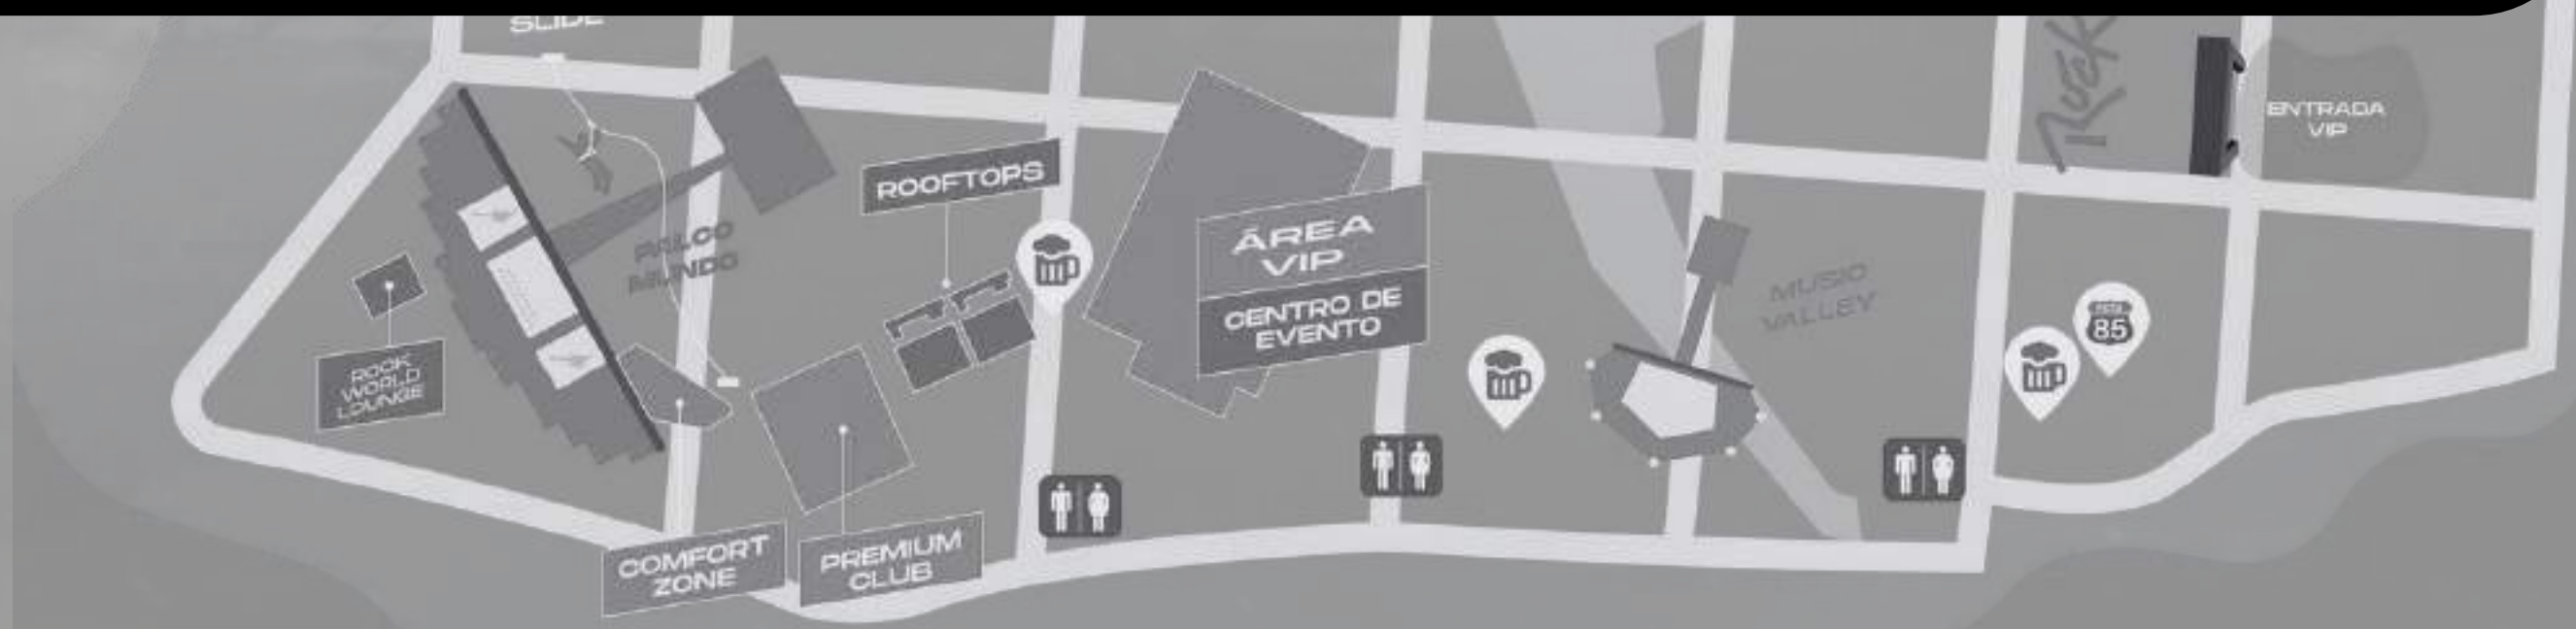 SLIDE
Rock
ENTRADA
VIP
ROOFTOPS
PALCO
MUNDO
ÁREA
VIP
CENTRO DE
EVENTO
MUSIC
VALLEY
85
ROCK
WORLD
LOUNGE
COMFORT
ZONE
PREMIUM
CLUB